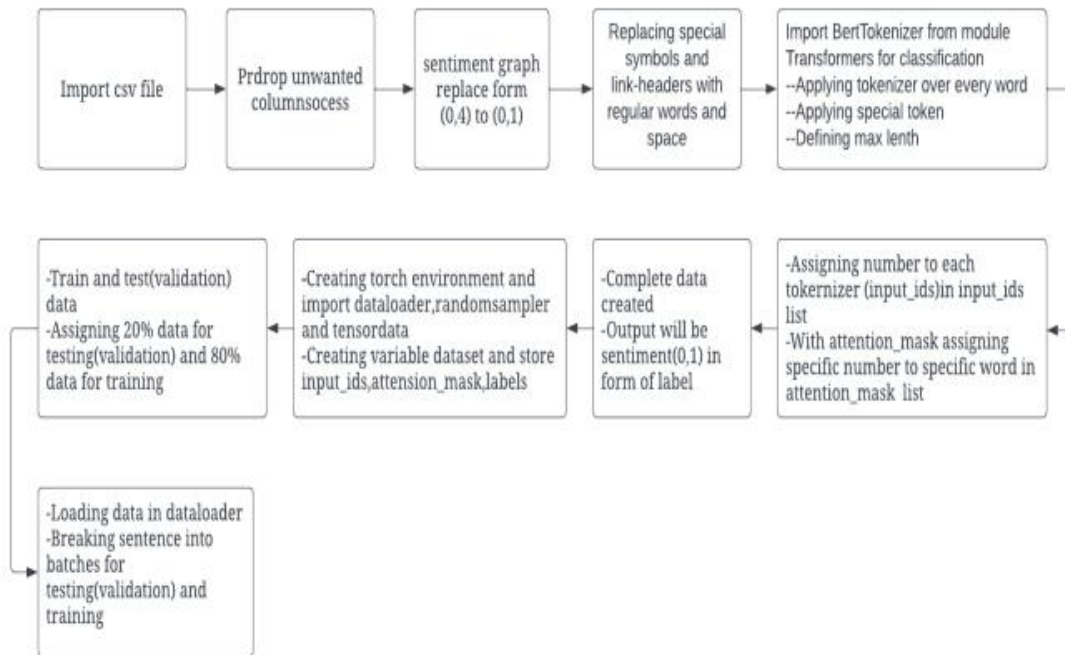 Import csv file
Prdrop unwanted
columnsocess
sentiment graph
replace form
(0,4) to (0,1)
Replacing special
symbols and
link-headers with
regular words and
space
Import BertTokenizer from module
Transformers for classification
--Applying tokenizer over every word
--Applying special token
--Defining max lenth
-Assigning number to each
tokernizer (input_ids)in input_ids
list
-With attention_mask assigning
specific number to specific word in
attention_mask list
-Complete data
created
-Output will be
sentiment(0,1) in
form of label
-Creating torch environment and
import dataloader,randomsampler
and tensordata
-Creating variable dataset and store
input_ids,attension_mask,labels
-Train and test(validation)
data
-Assigning 20% data for
testing(validation) and 80%
data for training
-Loading data in dataloader
-Breaking sentence into
batches for
testing(validation) and
training